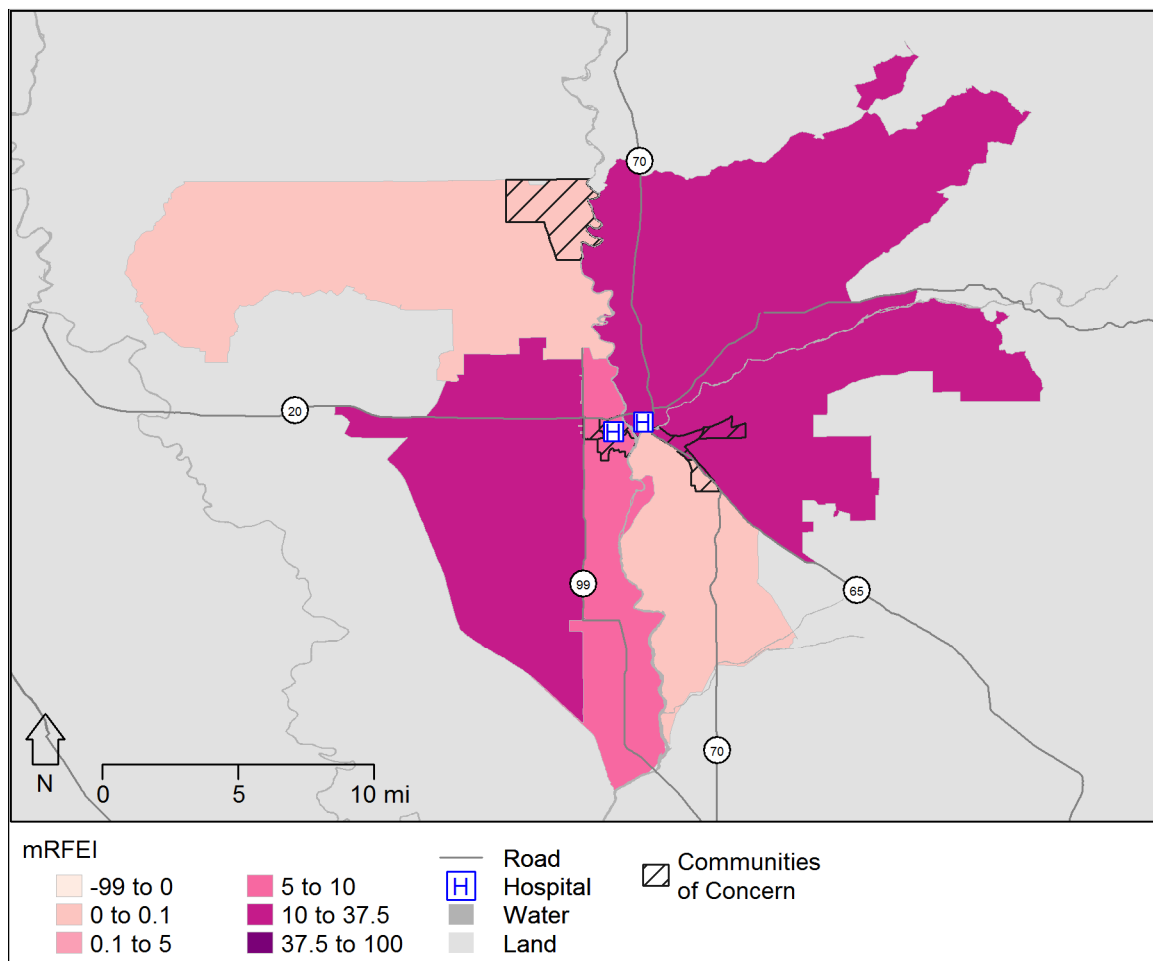 70
20
H H
99
65
70
N
0 5 10 mi
mRFEI
-99 to 0
0 to 0.1
0.1 to 5
5 to 10
10 to 37.5
37.5 to 100
Road
H Hospital
Water
Land
Communities
of Concern